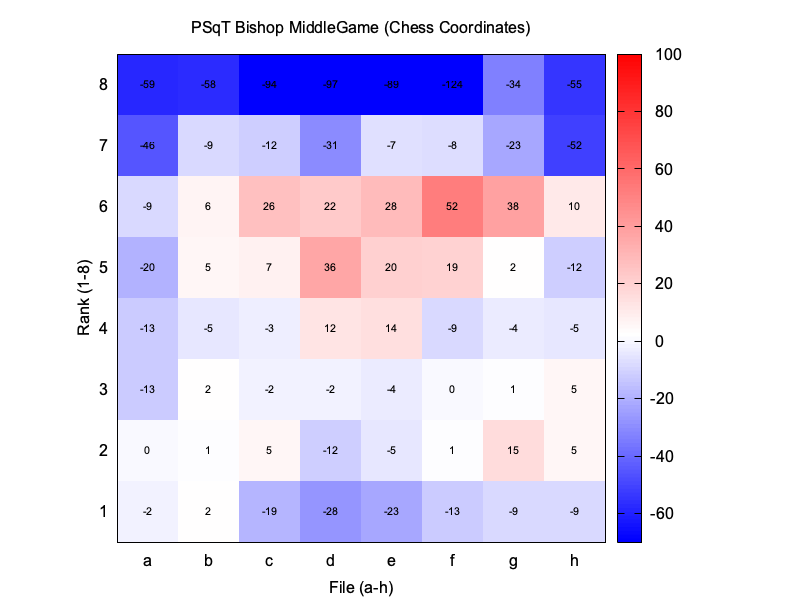 PSqT Bishop MiddleGame (Chess Coordinates)
100
8 -59 -58 -94 -97 -89 -124 -34 -55
80
7 -46 -9 -12 -31 -7 -8 -23 -52
60
6 -9 6 26 22 28 52 38 10
40
5 -20 5 7 36 20 19 2 -12
20
Rank (1-8)
4 -13 -5 -3 12 14 -9 -4 -5
0
3 -13 2 -2 -2 -4 0 1 5
-20
2 0 1 5 -12 -5 1 15 5
-40
1 -2 2 -19 -28 -23 -13 -9 -9
-60
a b c d e f g h
File (a-h)